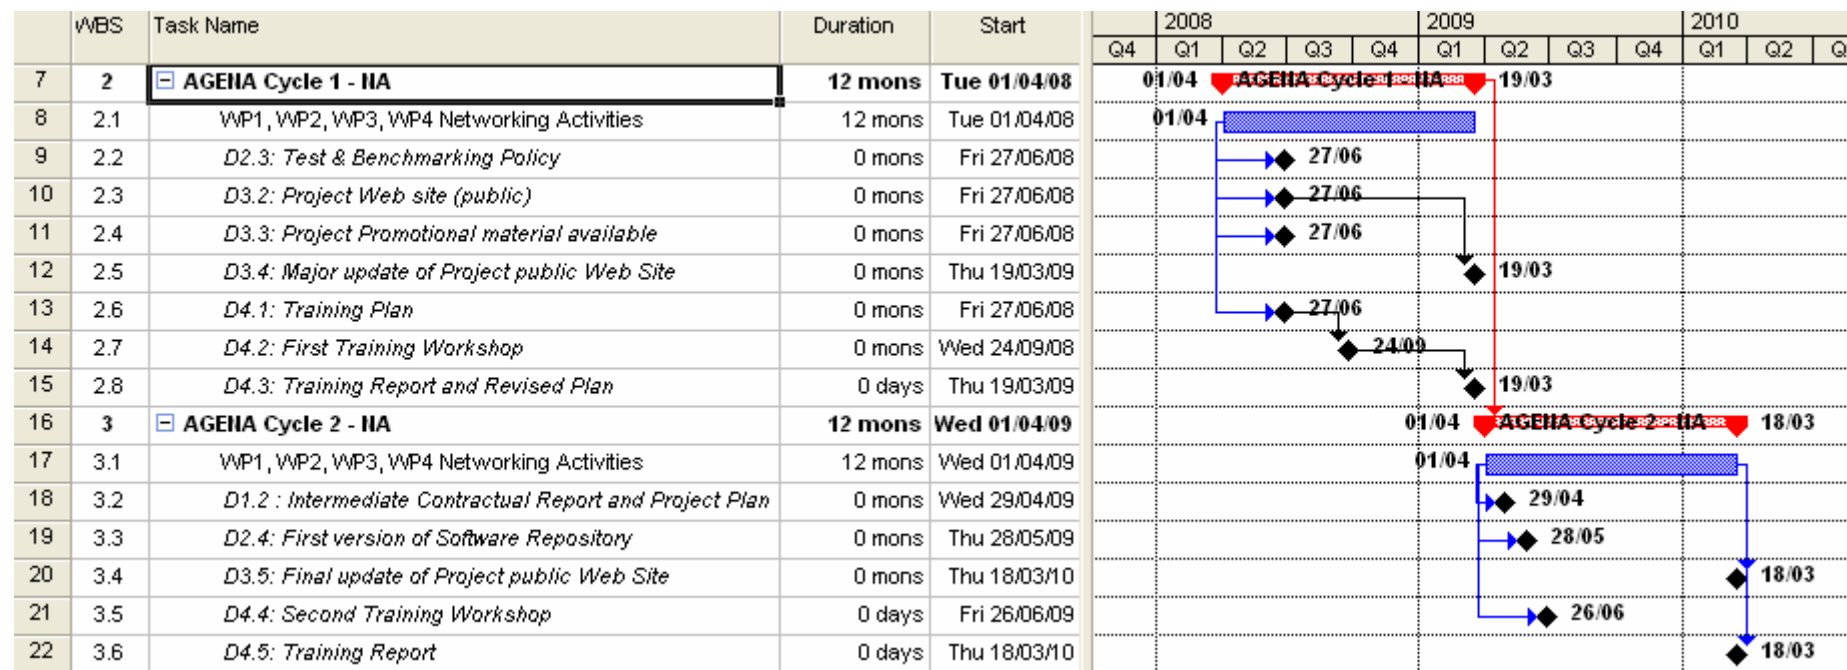 WBS Task Name Duration Start 2008 2009 2010
Q4 Q1 Q2 Q3 Q4 Q1 Q2 Q3 Q4 Q1 Q2 Q
7 2 AGENA Cycle 1 - NA 12 mons Tue 01/04/08 01/04 AGENA Cycle 1 - NA 19/03
8 2.1 WP1, WP2, WP3, WP4 Networking Activities 12 mons Tue 01/04/08 01/04
9 2.2 D2.3: Test & Benchmarking Policy 0 mons Fri 27/06/08 27/06
10 2.3 D3.2: Project Web site (public) 0 mons Fri 27/06/08 27/06
11 2.4 D3.3: Project Promotional material available 0 mons Fri 27/06/08 27/06
12 2.5 D3.4: Major update of Project public Web Site 0 mons Thu 19/03/09 19/03
13 2.6 D4.1: Training Plan 0 mons Fri 27/06/08 27/06
14 2.7 D4.2: First Training Workshop 0 mons Wed 24/09/08 24/09
15 2.8 D4.3: Training Report and Revised Plan 0 days Thu 19/03/09 19/03
16 3 AGENA Cycle 2 - NA 12 mons Wed 01/04/09 01/04 AGENA Cycle 2 - NA 18/03
17 3.1 WP1, WP2, WP3, WP4 Networking Activities 12 mons Wed 01/04/09 01/04
18 3.2 D1.2 : Intermediate Contractual Report and Project Plan 0 mons Wed 29/04/09 29/04
19 3.3 D2.4: First version of Software Repository 0 mons Thu 28/05/09 28/05
20 3.4 D3.5: Final update of Project public Web Site 0 mons Thu 18/03/10 18/03
21 3.5 D4.4: Second Training Workshop 0 days Fri 26/06/09 26/06
22 3.6 D4.5: Training Report 0 days Thu 18/03/10 18/03